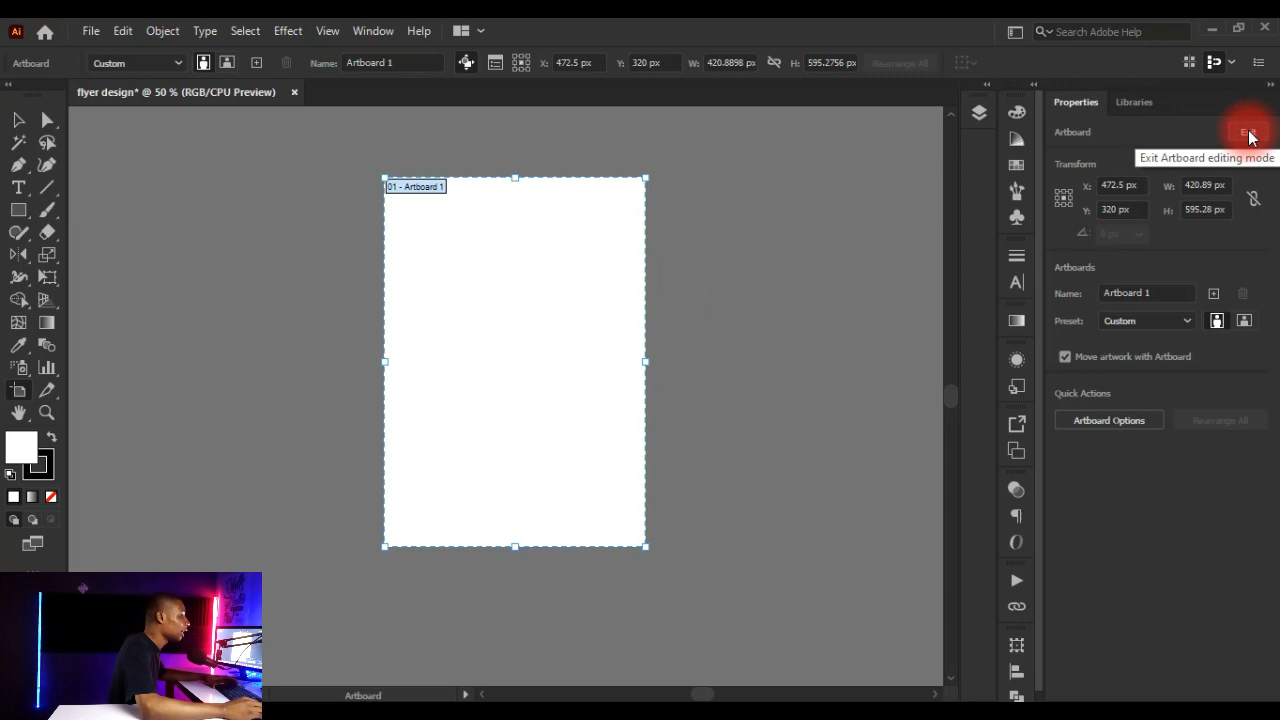 Ai File Edit Object Type Select Effect View Window Help Search Adobe Help
Artboard Custom Name: Artboard 1 X: 472.5 px Y: 320 px W: 420.8898 px H: 595.2756 px Rearrange All
flyer design* @ 50 % (RGB/CPU Preview) ×
Properties Libraries
Artboard
Exit Artboard editing mode
Transform
X: 472.5 px W: 420.89 px
Y: 320 px H: 595.28 px
0 px
Artboards
Name: Artboard 1
Preset: Custom
Move artwork with Artboard
Quick Actions
Artboard Options Rearrange All
01 - Artboard 1
Artboard